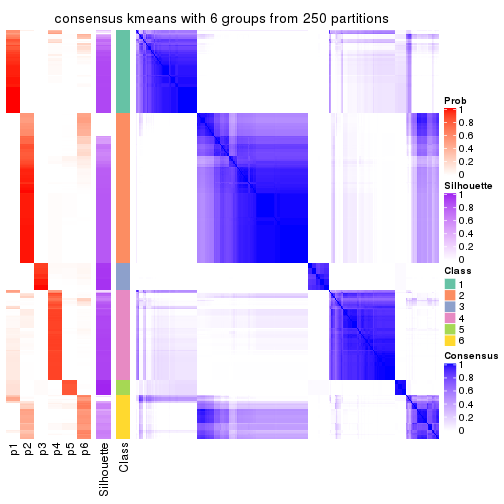 consensus kmeans with 6 groups from 250 partitions
Prob
1
0.8
0.6
0.4
0.2
0
Silhouette
1
0.8
0.6
0.4
0.2
0
Class
1
2
3
4
5
6
Consensus
1
0.8
0.6
0.4
0.2
0
p1
p2
p3
p4
p5
p6
Silhouette
Class